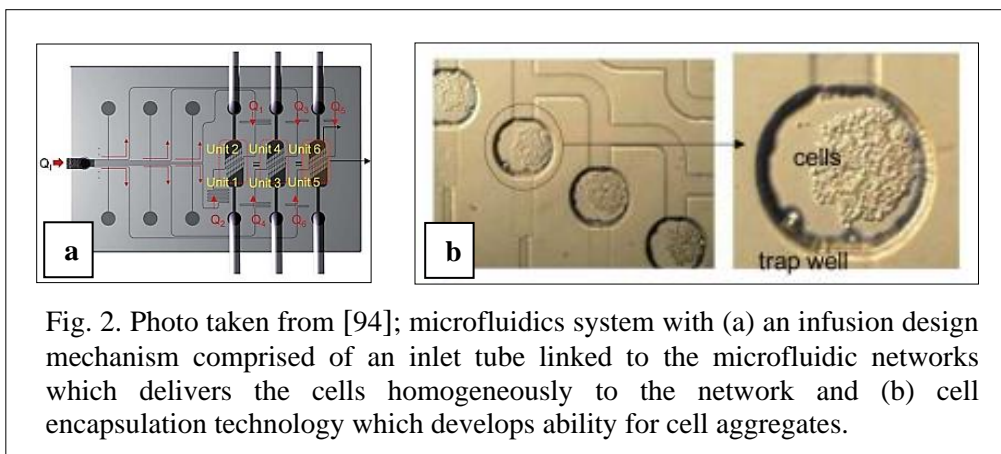 Q₁ Q₃ Q₅
Unit 2 Unit 4 Unit 6
Qᵢ
= =
Unit 1 Unit 3 Unit 5
Q₂ Q₄ Q₆
a
b
cells
trap well
Fig. 2. Photo taken from [94]; microfluidics system with (a) an infusion design
mechanism comprised of an inlet tube linked to the microfluidic networks
which delivers the cells homogeneously to the network and (b) cell
encapsulation technology which develops ability for cell aggregates.